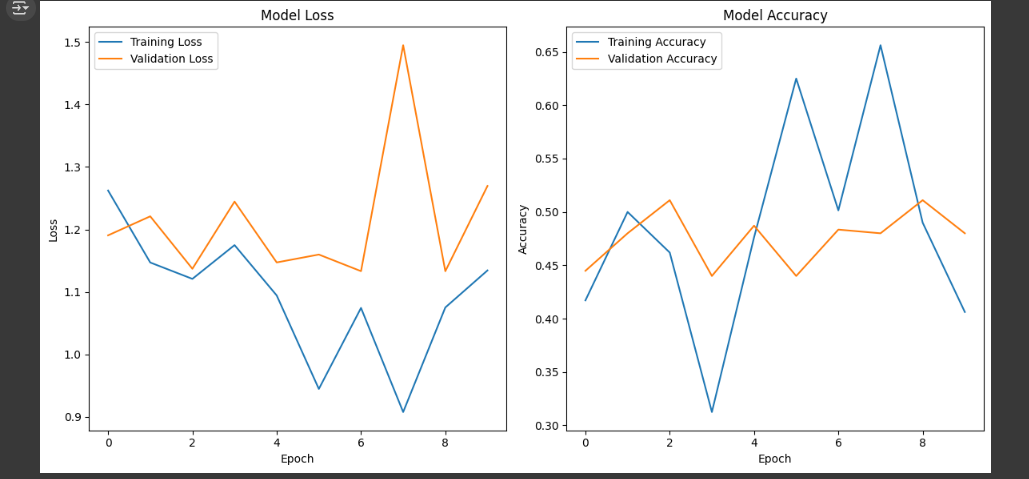 Model Loss
Training Loss
Validation Loss
1.5
1.4
1.3
1.2
1.1
1.0
0.9
Loss
0 2 4 6 8
Epoch
Model Accuracy
Training Accuracy
Validation Accuracy
0.65
0.60
0.55
0.50
0.45
0.40
0.35
0.30
Accuracy
0 2 4 6 8
Epoch